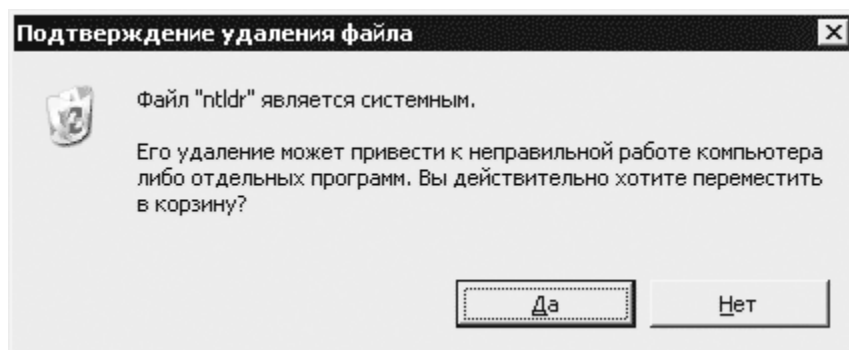 Подтверждение удаления файла
Файл "ntldr" является системным.
Его удаление может привести к неправильной работе компьютера
либо отдельных программ. Вы действительно хотите переместить
в корзину?
Да
Нет